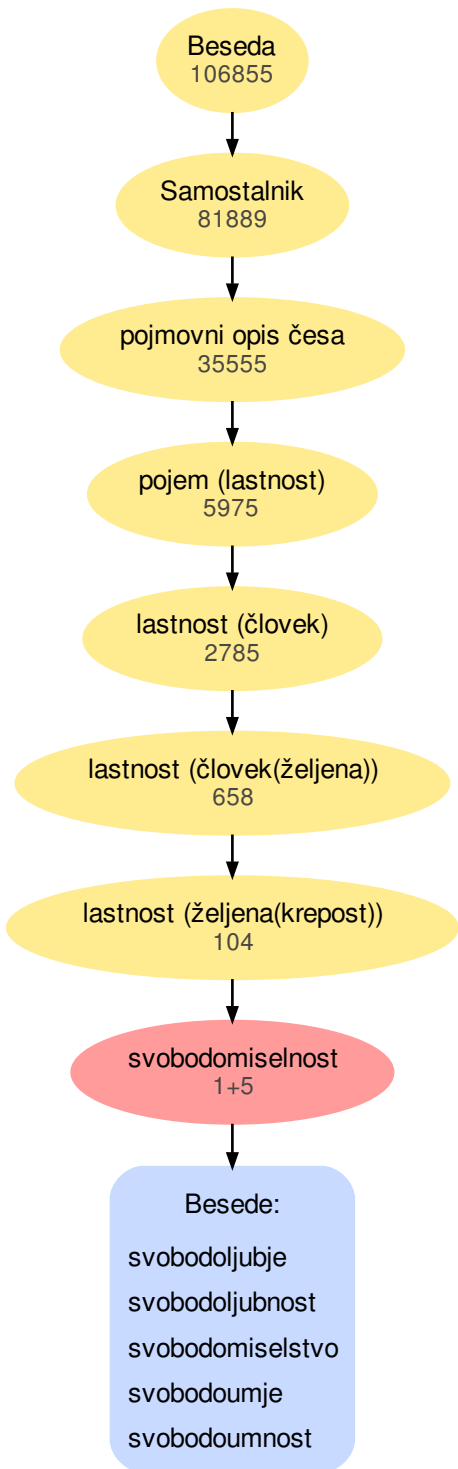 Beseda
106855
Samostalnik
81889
pojmovni opis česa
35555
pojem (lastnost)
5975
lastnost (človek)
2785
lastnost (človek(željena))
658
lastnost (željena(krepost))
104
svobodomiselnost
1+5
Besede:
svobodoljubje
svobodoljubnost
svobodomiselstvo
svobodoumje
svobodoumnost